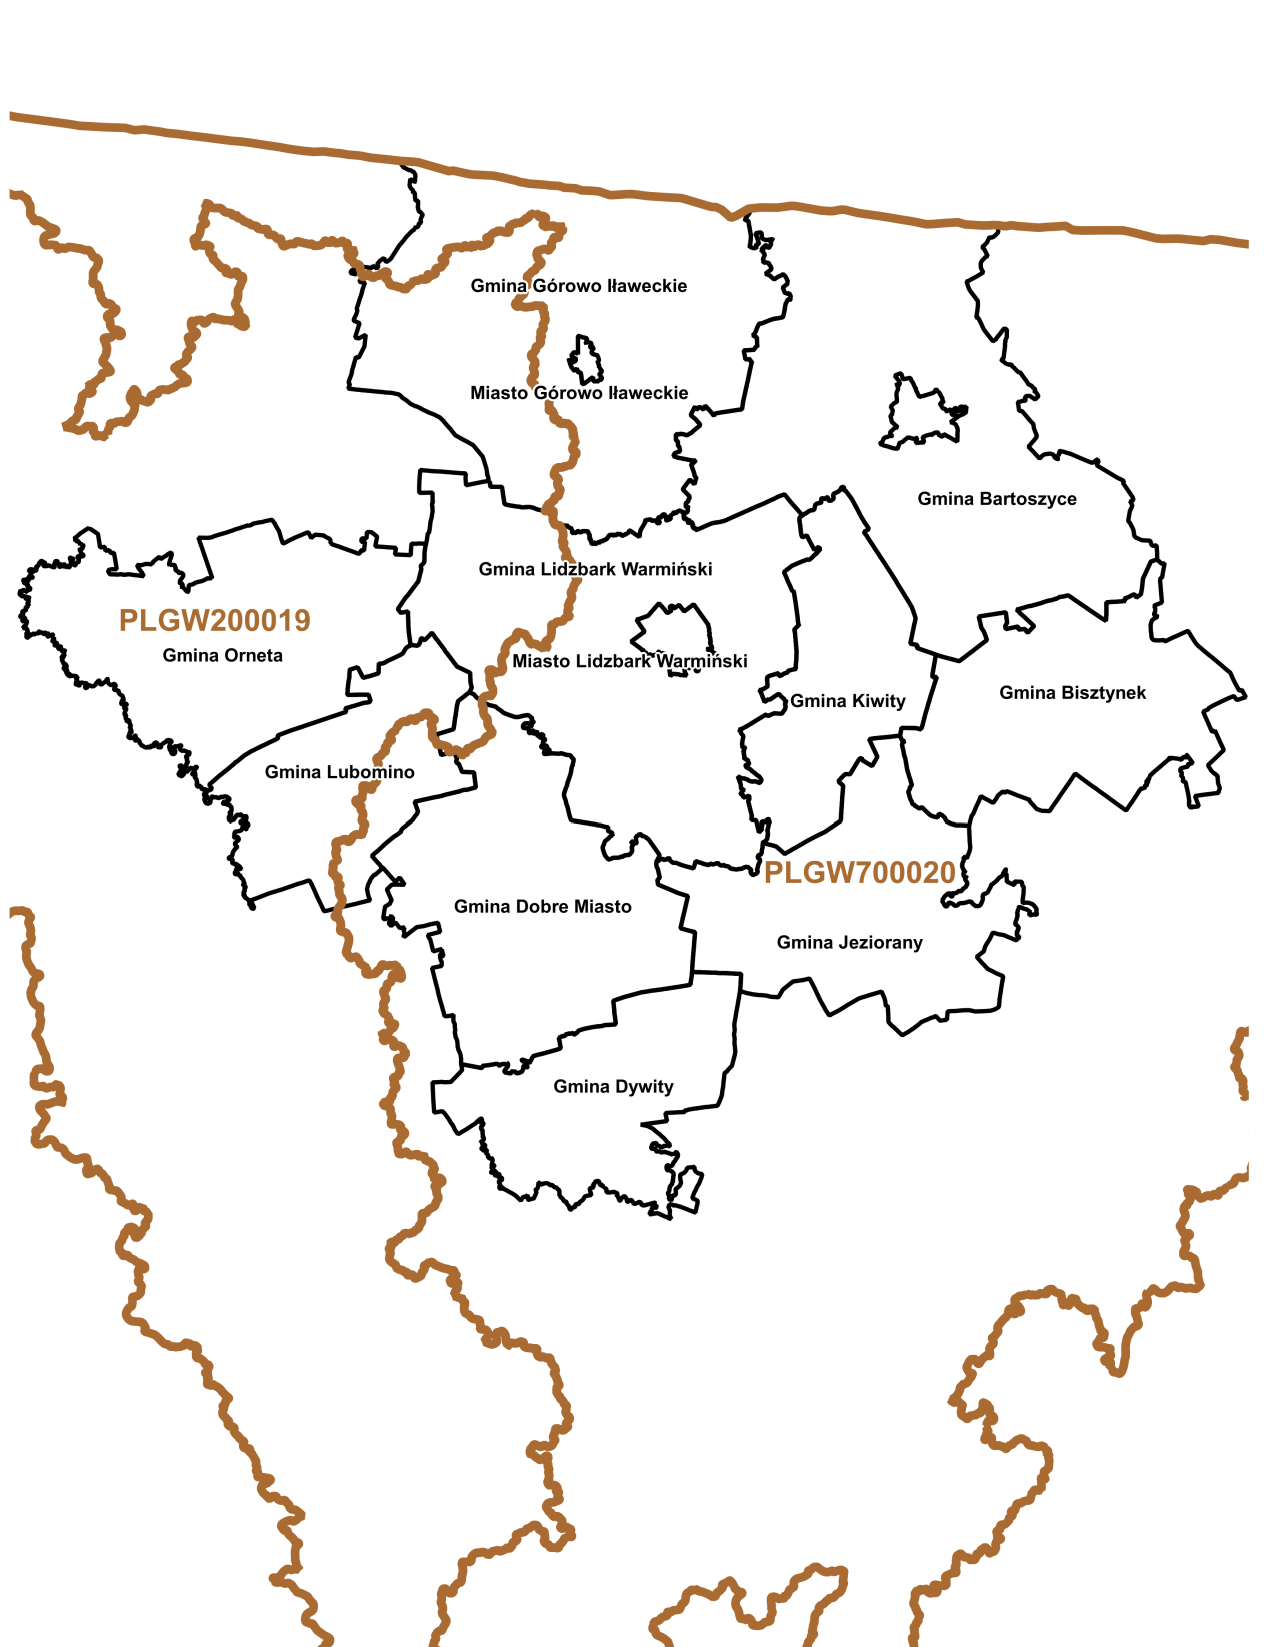 Gmina Górowo Iławeckie
Miasto Górowo Iławeckie
Gmina Bartoszyce
Gmina Lidzbark Warmiński
PLGW200019
Gmina Orneta
Miasto Lidzbark Warmiński
Gmina Kiwity
Gmina Bisztynek
Gmina Lubomino
PLGW700020
Gmina Dobre Miasto
Gmina Jeziorany
Gmina Dywity